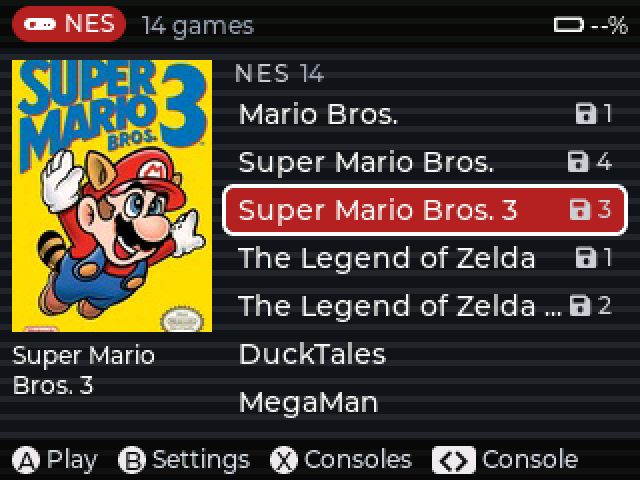 NES 14 games --%
SUPER
MARIO
BROS. 3
NES 14
Mario Bros. 1
Super Mario Bros. 4
Super Mario Bros. 3 3
The Legend of Zelda 1
The Legend of Zelda ... 2
DuckTales
MegaMan
Super Mario
Bros. 3
A Play B Settings X Consoles <> Console